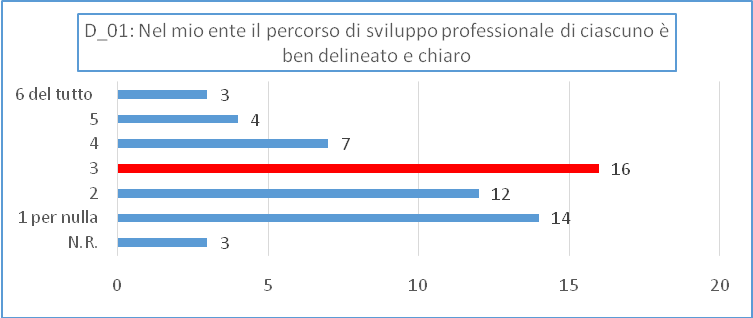 D_01: Nel mio ente il percorso di sviluppo professionale di ciascuno è
ben delineato e chiaro
6 del tutto 3
5 4
4 7
3 16
2 12
1 per nulla 14
N.R. 3
0 5 10 15 20